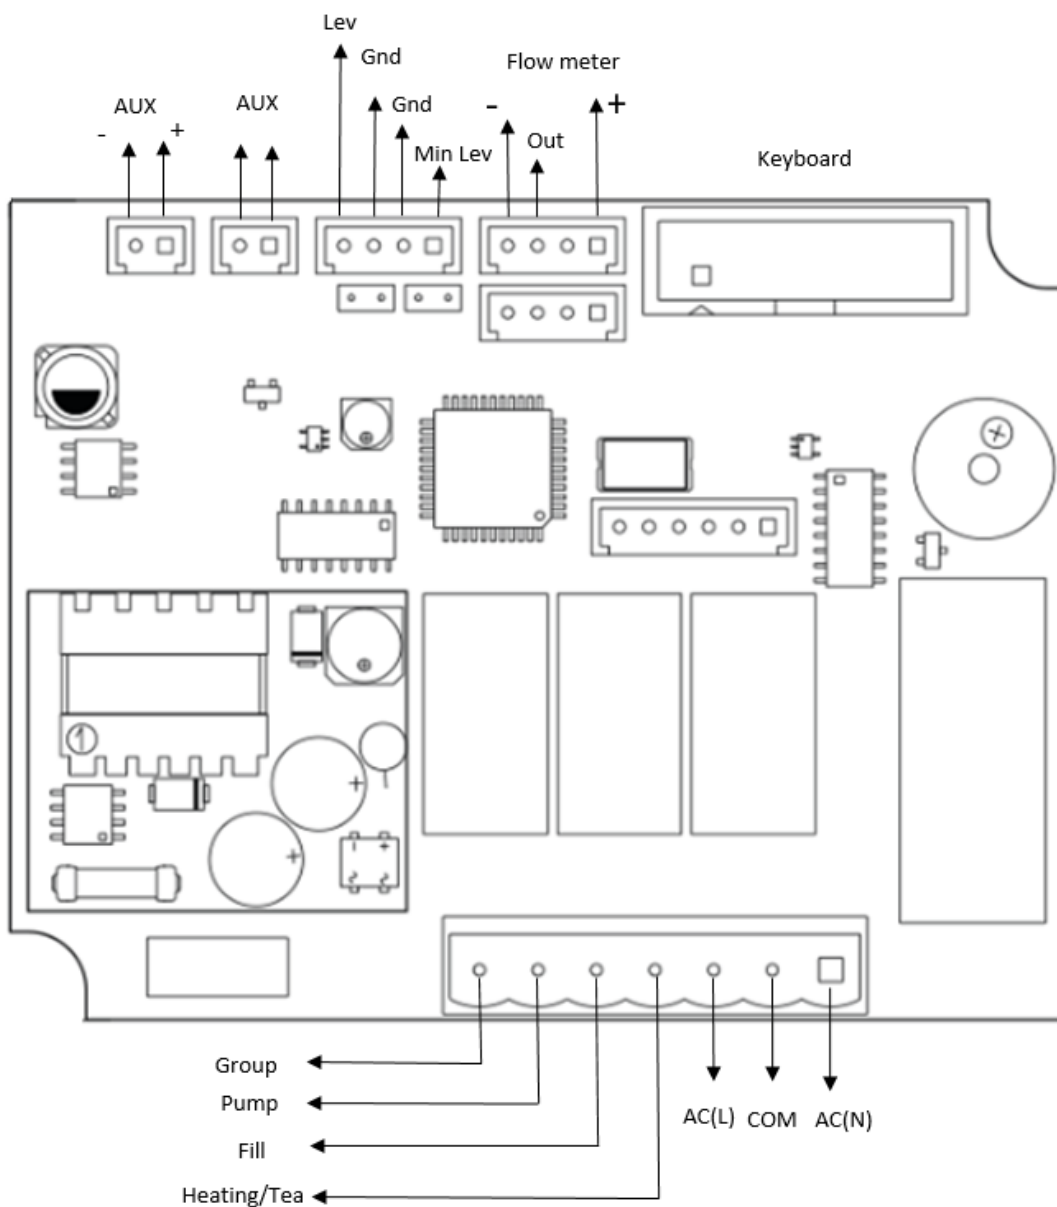 Lev
Gnd
Flow meter
AUX
AUX
Gnd
- +
- +
Out
Min Lev
Keyboard
1
+
+
- +
~ ~
Group
Pump
Fill
Heating/Tea
AC(L) COM AC(N)